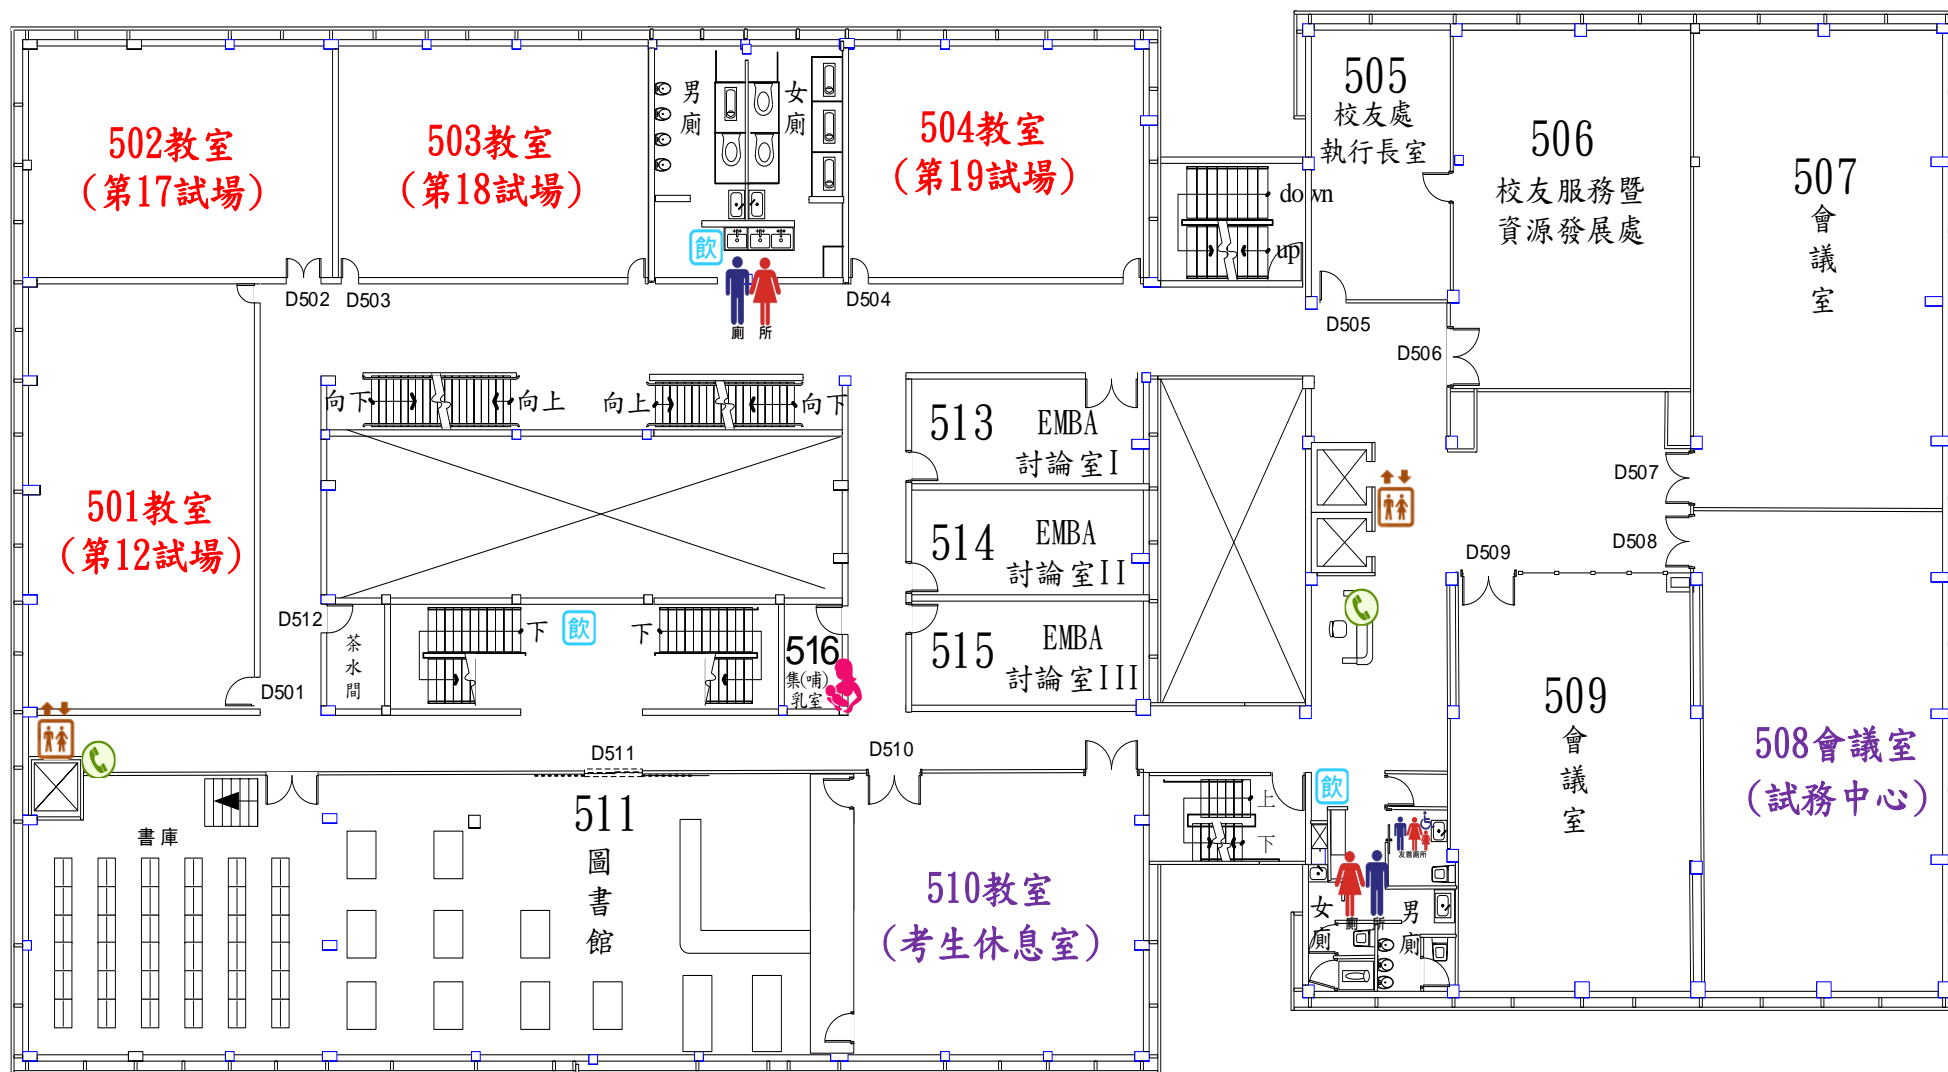 502教室
(第17試場)
503教室
(第18試場)
男廁
女廁
504教室
(第19試場)
505
校友處
執行長室
506
校友服務暨
資源發展處
507
會議室
down
up
飲
廁所
D502
D503
D504
D505
D506
向下
向上
向上
向下
513
EMBA
討論室I
514
EMBA
討論室II
515
EMBA
討論室III
501教室
(第12試場)
D507
D508
D509
D512
茶水間
下
飲
下
516
集(哺)
乳室
D501
509
會議室
508會議室
(試務中心)
D511
D510
511
圖書館
書庫
510教室
(考生休息室)
上
下
飲
友善廁所
女廁
廁所
男廁